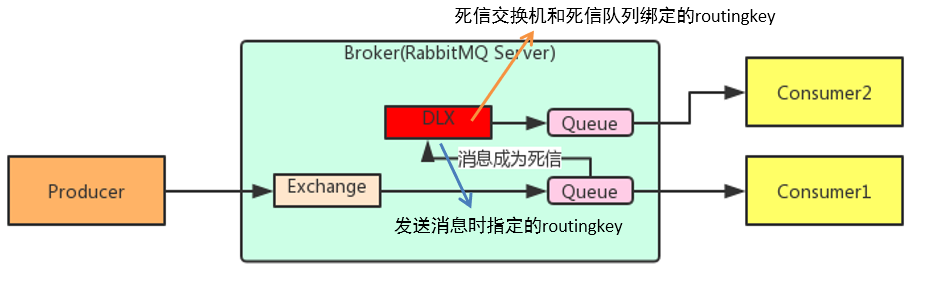 死信交换机和死信队列绑定的routingkey
Broker(RabbitMQ Server)
DLX
Queue
Consumer2
消息成为死信
Producer
Exchange
Queue
Consumer1
发送消息时指定的routingkey